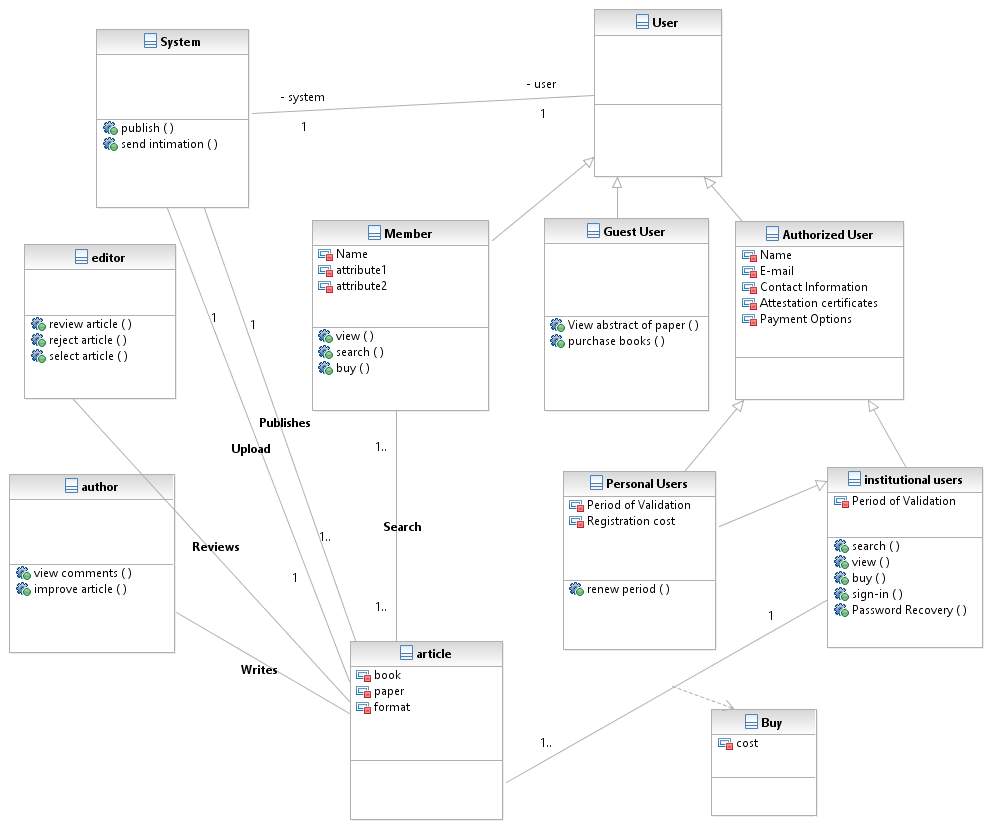 User
System
- system
- user
1
1
publish ( )
send intimation ( )
Member
Name
attribute1
attribute2
view ( )
search ( )
buy ( )
Guest User
View abstract of paper ( )
purchase books ( )
Authorized User
Name
E-mail
Contact Information
Attestation certificates
Payment Options
editor
review article ( )
reject article ( )
select article ( )
1
1
Publishes
Upload
1..
Search
1..
1..
1
author
view comments ( )
improve article ( )
Reviews
Writes
Personal Users
Period of Validation
Registration cost
renew period ( )
institutional users
Period of Validation
search ( )
view ( )
buy ( )
sign-in ( )
Password Recovery ( )
1
1..
article
book
paper
format
Buy
cost